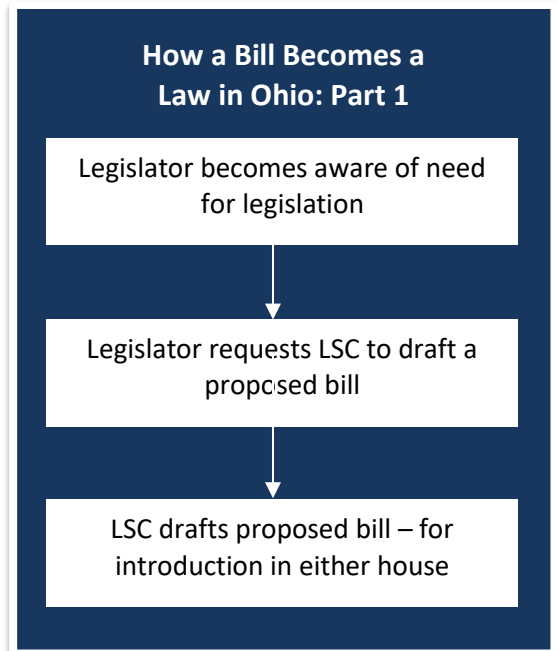 How a Bill Becomes a
Law in Ohio: Part 1
Legislator becomes aware of need
for legislation
Legislator requests LSC to draft a
proposed bill
LSC drafts proposed bill – for
introduction in either house